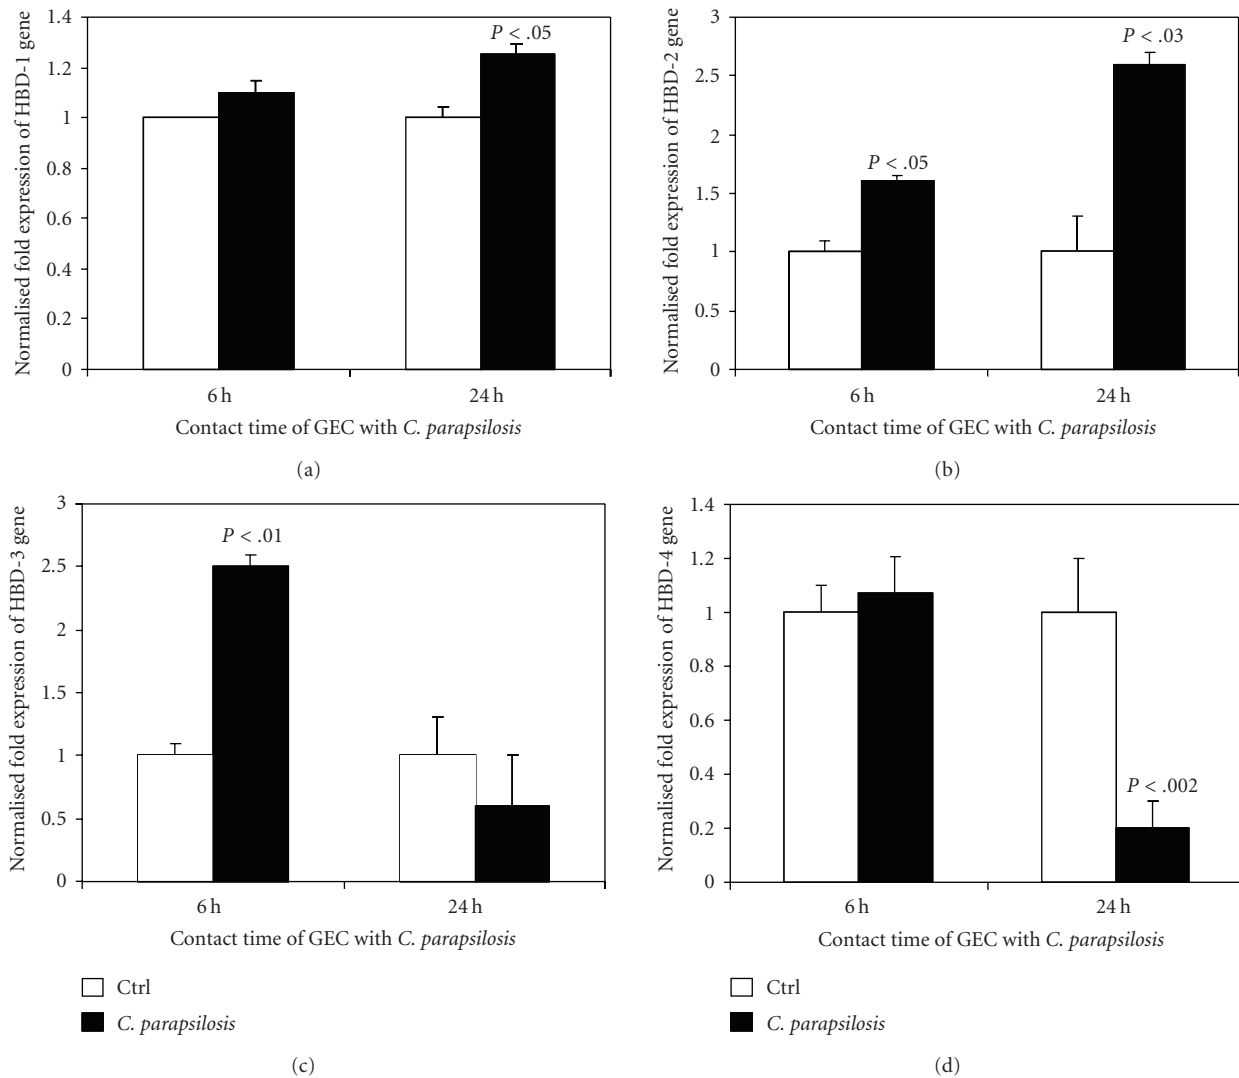 Normalised fold expression of HBD-1 gene
1.4
1.2
1
0.8
0.6
0.4
0.2
0
P < .05
6 h
24 h
Contact time of GEC with C. parapsilosis
(a)
Normalised fold expression of HBD-2 gene
3
2.5
2
1.5
1
0.5
0
P < .05
P < .03
6 h
24 h
Contact time of GEC with C. parapsilosis
(b)
Normalised fold expression of HBD-3 gene
3
2.5
2
1.5
1
0.5
0
P < .01
6 h
24 h
Contact time of GEC with C. parapsilosis
Ctrl
C. parapsilosis
(c)
Normalised fold expression of HBD-4 gene
1.4
1.2
1
0.8
0.6
0.4
0.2
0
P < .002
6 h
24 h
Contact time of GEC with C. parapsilosis
Ctrl
C. parapsilosis
(d)